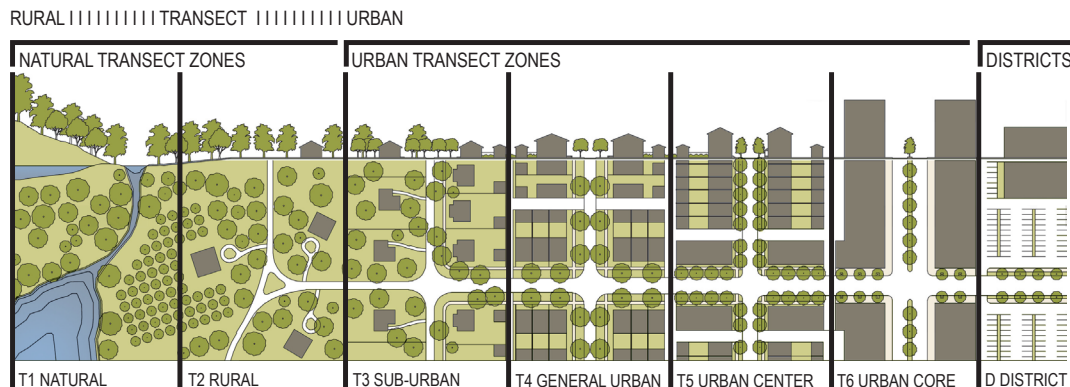 RURAL I I I I I I I I I I TRANSECT I I I I I I I I I I URBAN
NATURAL TRANSECT ZONES
URBAN TRANSECT ZONES
DISTRICTS
T1 NATURAL
T2 RURAL
T3 SUB-URBAN
T4 GENERAL URBAN
T5 URBAN CENTER
T6 URBAN CORE
D DISTRICT